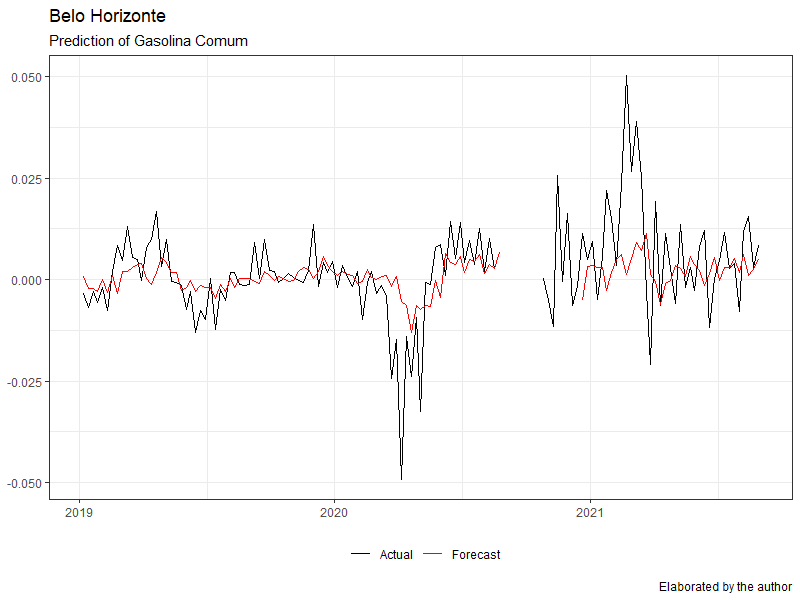 Belo Horizonte
Prediction of Gasolina Comum
0.050
0.025
0.000
-0.025
-0.050
2019 2020 2021
Actual Forecast
Elaborated by the author